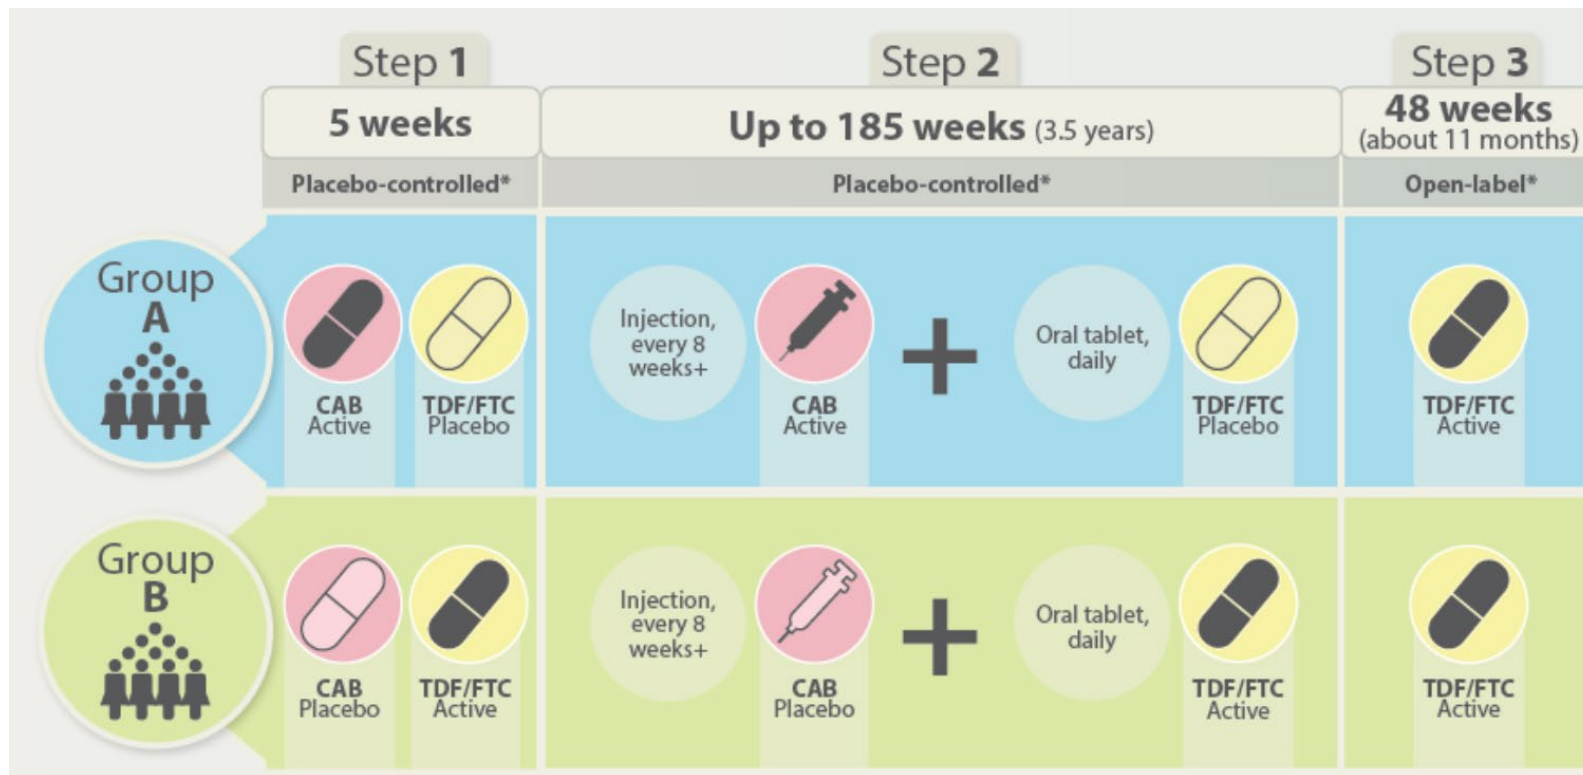 Step 1
Step 2
Step 3
5 weeks
Up to 185 weeks (3.5 years)
48 weeks
(about 11 months)
Placebo-controlled*
Placebo-controlled*
Open-label*
Group
A
CAB
Active
TDF/FTC
Placebo
Injection,
every 8
weeks+
CAB
Active
+
Oral tablet,
daily
TDF/FTC
Placebo
TDF/FTC
Active
Group
B
CAB
Placebo
TDF/FTC
Active
Injection,
every 8
weeks+
CAB
Placebo
+
Oral tablet,
daily
TDF/FTC
Active
TDF/FTC
Active